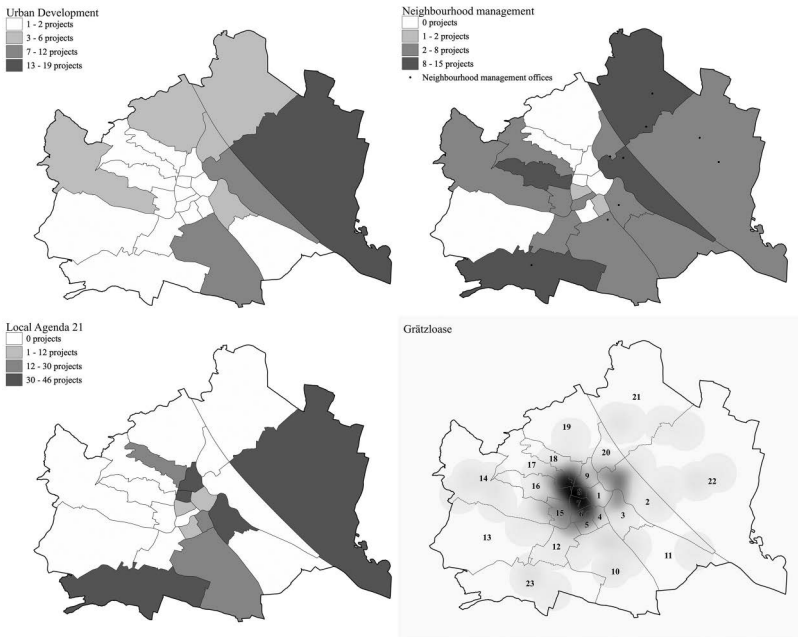 Urban Development
1 - 2 projects
3 - 6 projects
7 - 12 projects
13 - 19 projects
Neighbourhood management
0 projects
1 - 2 projects
2 - 8 projects
8 - 15 projects
Neighbourhood management offices
Local Agenda 21
0 projects
1 - 12 projects
12 - 30 projects
30 - 46 projects
Grätzloase
21
19
20
18
17
9
14
16
22
1
2
15
3
4
5
13
12
11
10
23